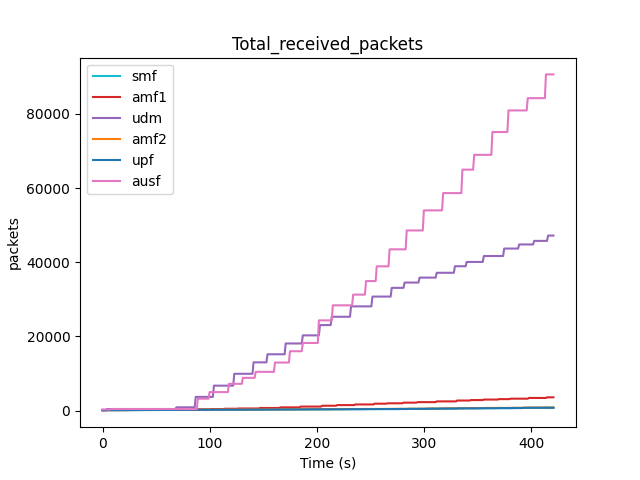 Total_received_packets
smf
amf1
udm
amf2
upf
ausf
packets
80000
60000
40000
20000
0
0 100 200 300 400
Time (s)